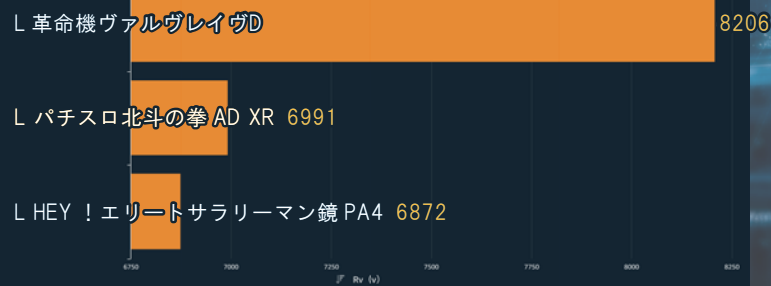 L 革命機ヴァルヴレイヴD 8206
L パチスロ北斗の拳 AD XR 6991
L HEY ！エリートサラリーマン鏡 PA4 6872
6750 7000 7250 7500 7750 8000 8250
Rv (v)